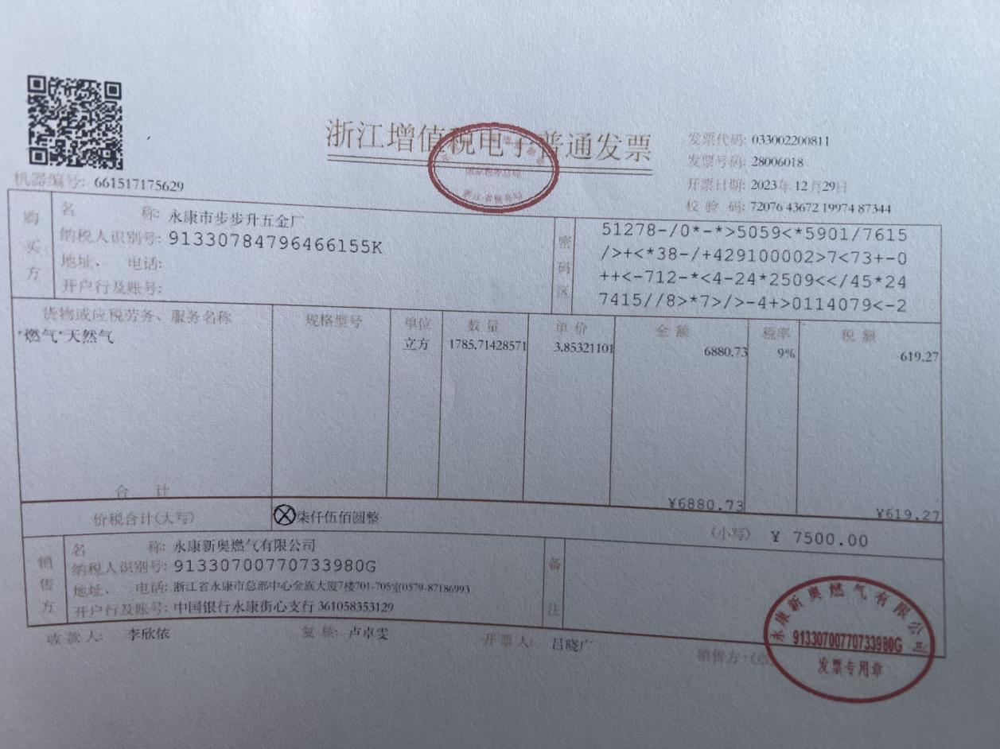 浙江增值税电子普通发票
发票代码: 033002200811
发票号码: 28006018
开票日期: 2023年 12月29日
校 验 码: 72076 43672 19974 87344
机器编号: 661517175629
购买方
名 称: 永康市步步升五金厂
纳税人识别号: 91330784796466155K
地址、 电话:
开户行及账号:
密码区
51278-/0*-*>5059<*5901/7615
/>+<*38-/+429100002>7<73+-0
++<-712-*<4-24*2509<</45*24
7415//8>*7>/>-4+>0114079<-2
货物或应税劳务、服务名称 规格型号 单位 数 量 单 价 金 额 税率 税 额
*燃气*天然气 立方 1785.71428571 3.85321101 6880.73 9% 619.27
合 计 ¥6880.73 ¥619.27
价税合计(大写) ⊗柒仟伍佰圆整 (小写) ¥ 7500.00
销售方
名 称: 永康新奥燃气有限公司
纳税人识别号: 91330700770733980G
地址、 电话: 浙江省永康市总部中心金族大厦7楼701-705室0579-87186993
开户行及账号: 中国银行永康街心支行 361058353129
备注
收 款 人: 李欣依 复 核: 卢卓雯 开 票 人: 吕晓广 销售方:(章)
永康新奥燃气有限公司
91330700770733980G
发票专用章
国家税务总局
浙江省税务局